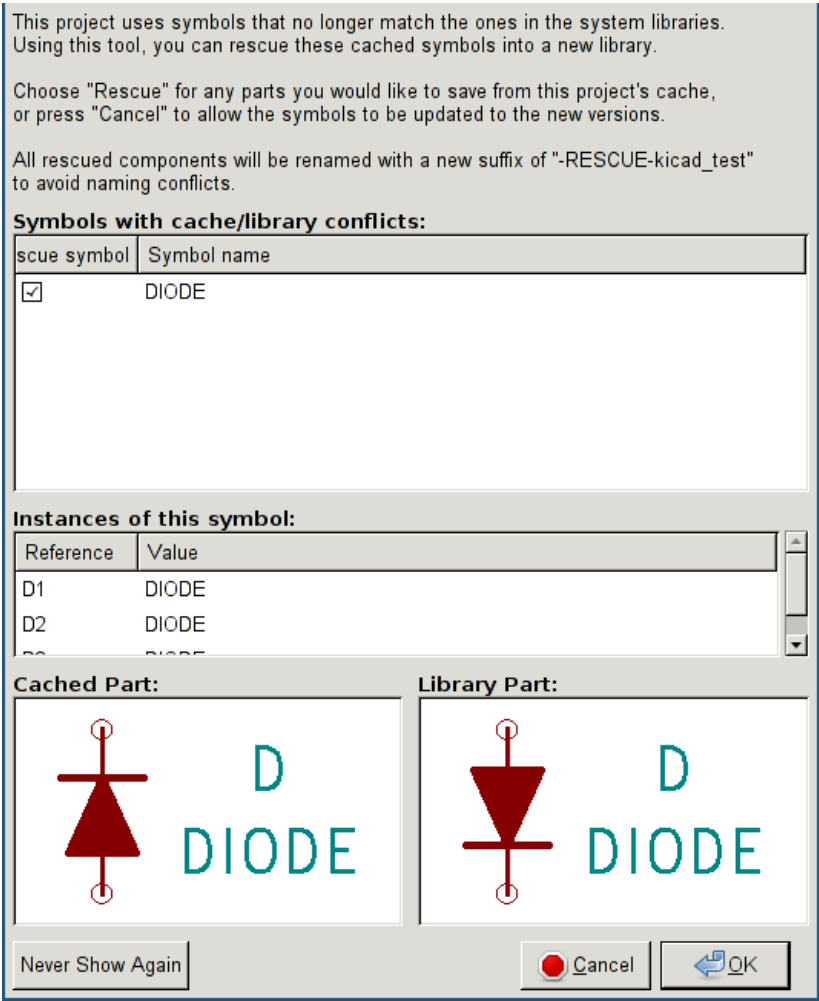 This project uses symbols that no longer match the ones in the system libraries.
Using this tool, you can rescue these cached symbols into a new library.
Choose "Rescue" for any parts you would like to save from this project's cache,
or press "Cancel" to allow the symbols to be updated to the new versions.
All rescued components will be renamed with a new suffix of "-RESCUE-kicad_test"
to avoid naming conflicts.
Symbols with cache/library conflicts:
scue symbol Symbol name
DIODE
Instances of this symbol:
Reference Value
D1 DIODE
D2 DIODE
Cached Part: Library Part:
D D
DIODE DIODE
Never Show Again Cancel OK